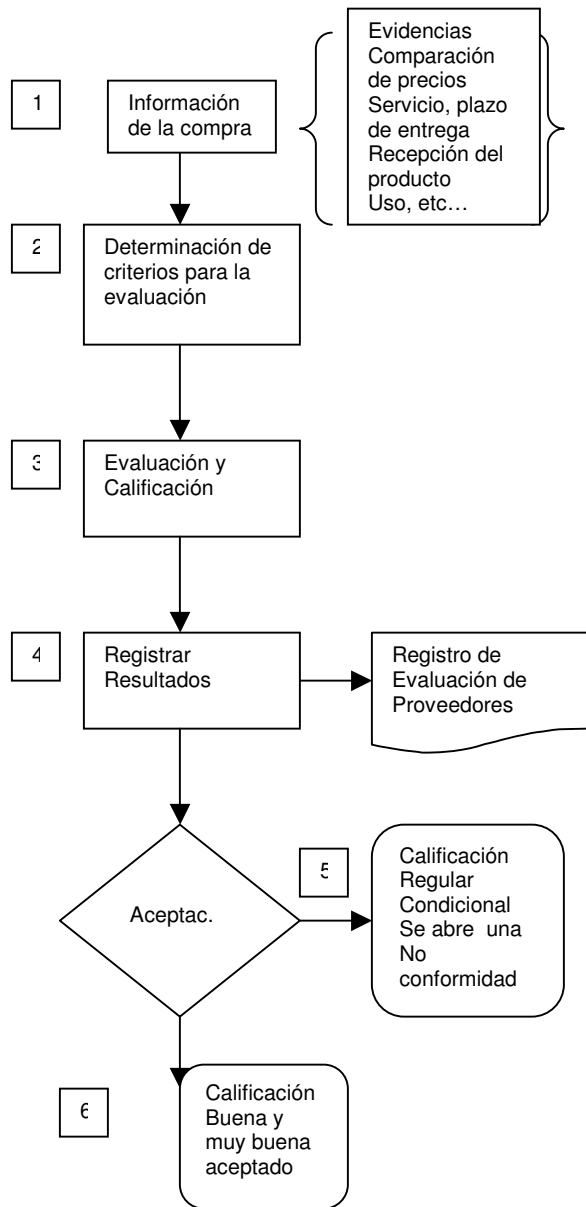 Evidencias
Comparación
de precios
Servicio, plazo
de entrega
Recepción del
producto
Uso, etc…
1
Información
de la compra
2
Determinación de
criterios para la
evaluación
3
Evaluación y
Calificación
4
Registrar
Resultados
Registro de
Evaluación de
Proveedores
5
Calificación
Regular
Condicional
Se abre una
No
conformidad
Aceptac.
6
Calificación
Buena y
muy buena
aceptado